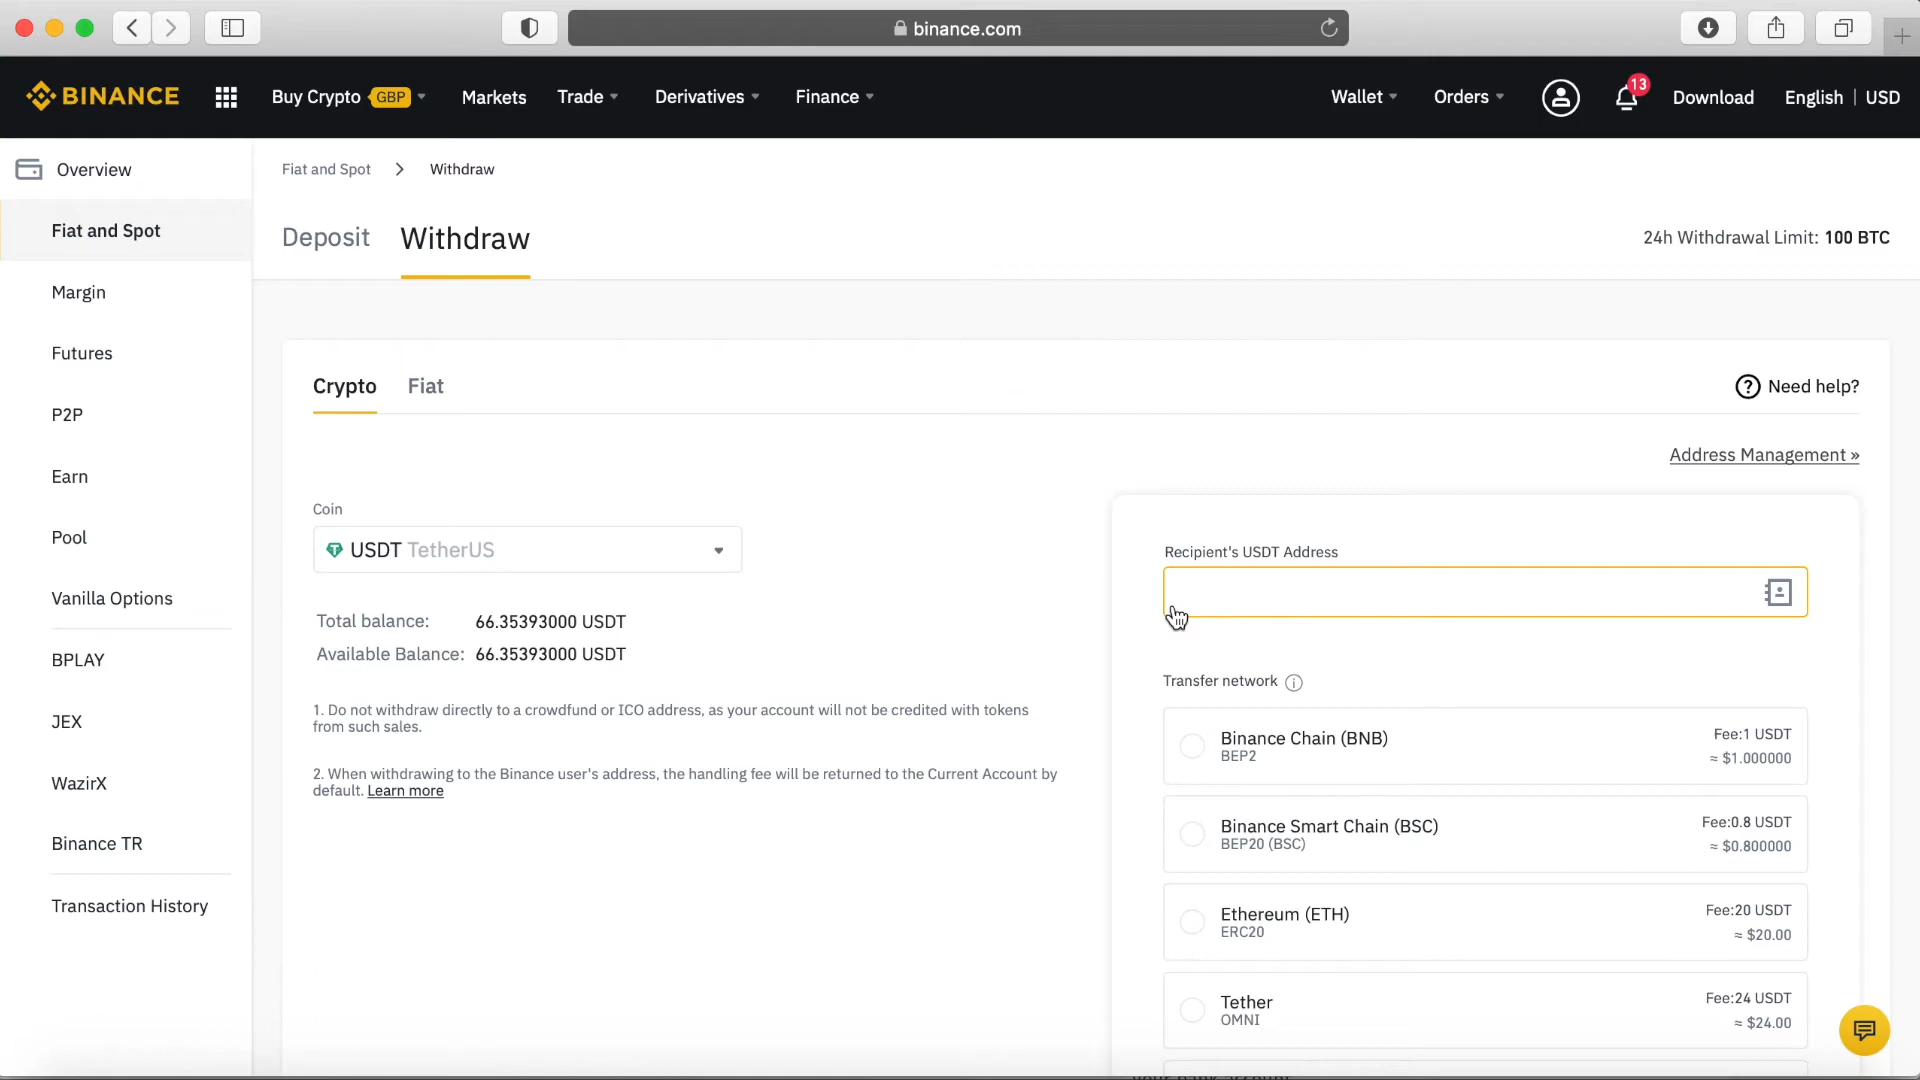 binance.com
BINANCE
Buy Crypto GBP
Markets
Trade
Derivatives
Finance
Wallet
Orders
13
Download
English | USD
Overview
Fiat and Spot
Margin
Futures
P2P
Earn
Pool
Vanilla Options
BPLAY
JEX
WazirX
Binance TR
Transaction History
Fiat and Spot > Withdraw
Deposit
Withdraw
24h Withdrawal Limit: 100 BTC
Crypto
Fiat
Need help?
Address Management »
Coin
USDT TetherUS
Total balance: 66.35393000 USDT
Available Balance: 66.35393000 USDT
1. Do not withdraw directly to a crowdfund or ICO address, as your account will not be credited with tokens
from such sales.
2. When withdrawing to the Binance user's address, the handling fee will be returned to the Current Account by
default. Learn more
Recipient's USDT Address
Transfer network
Binance Chain (BNB)
BEP2
Fee:1 USDT
≈ $1.000000
Binance Smart Chain (BSC)
BEP20 (BSC)
Fee:0.8 USDT
≈ $0.800000
Ethereum (ETH)
ERC20
Fee:20 USDT
≈ $20.00
Tether
OMNI
Fee:24 USDT
≈ $24.00